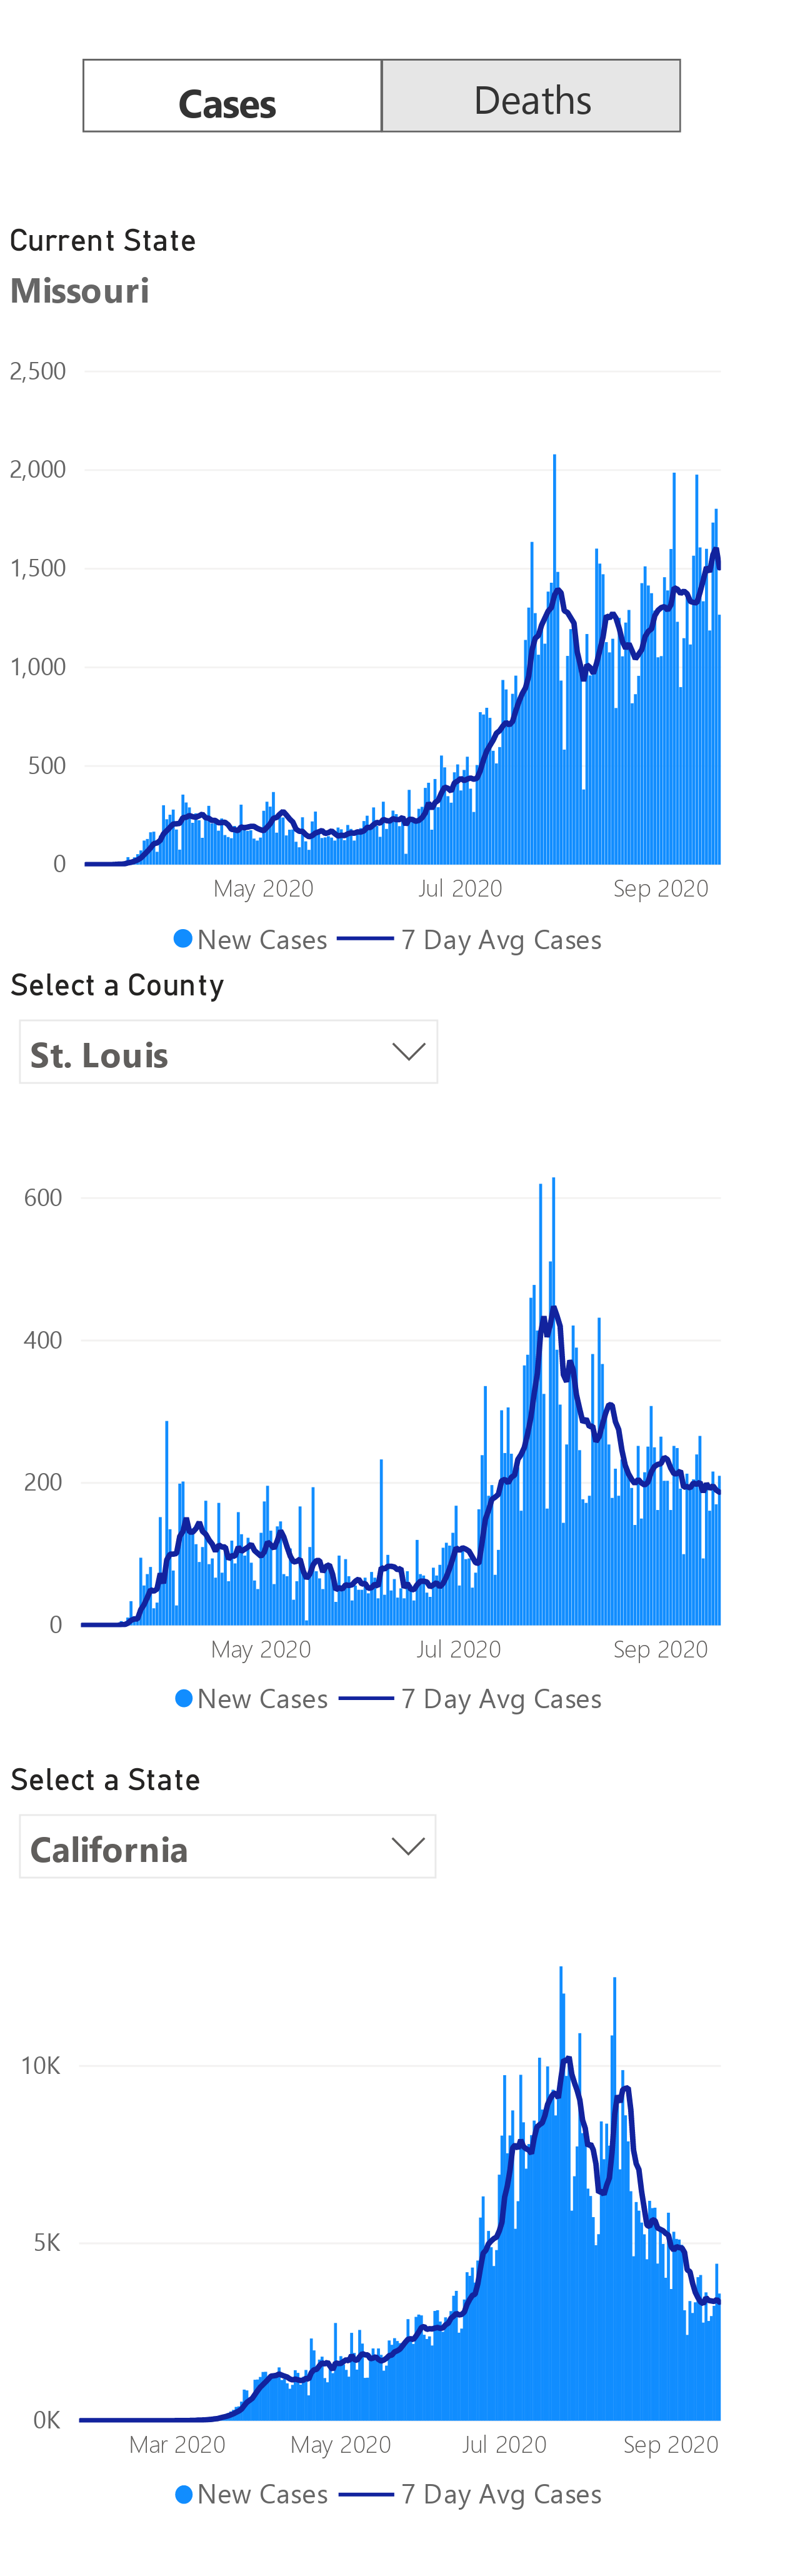 Cases Deaths
Current State
Missouri
2,500
2,000
1,500
1,000
500
0
May 2020 Jul 2020 Sep 2020
New Cases 7 Day Avg Cases
Select a County
St. Louis
600
400
200
0
May 2020 Jul 2020 Sep 2020
New Cases 7 Day Avg Cases
Select a State
California
10K
5K
0K
Mar 2020 May 2020 Jul 2020 Sep 2020
New Cases 7 Day Avg Cases